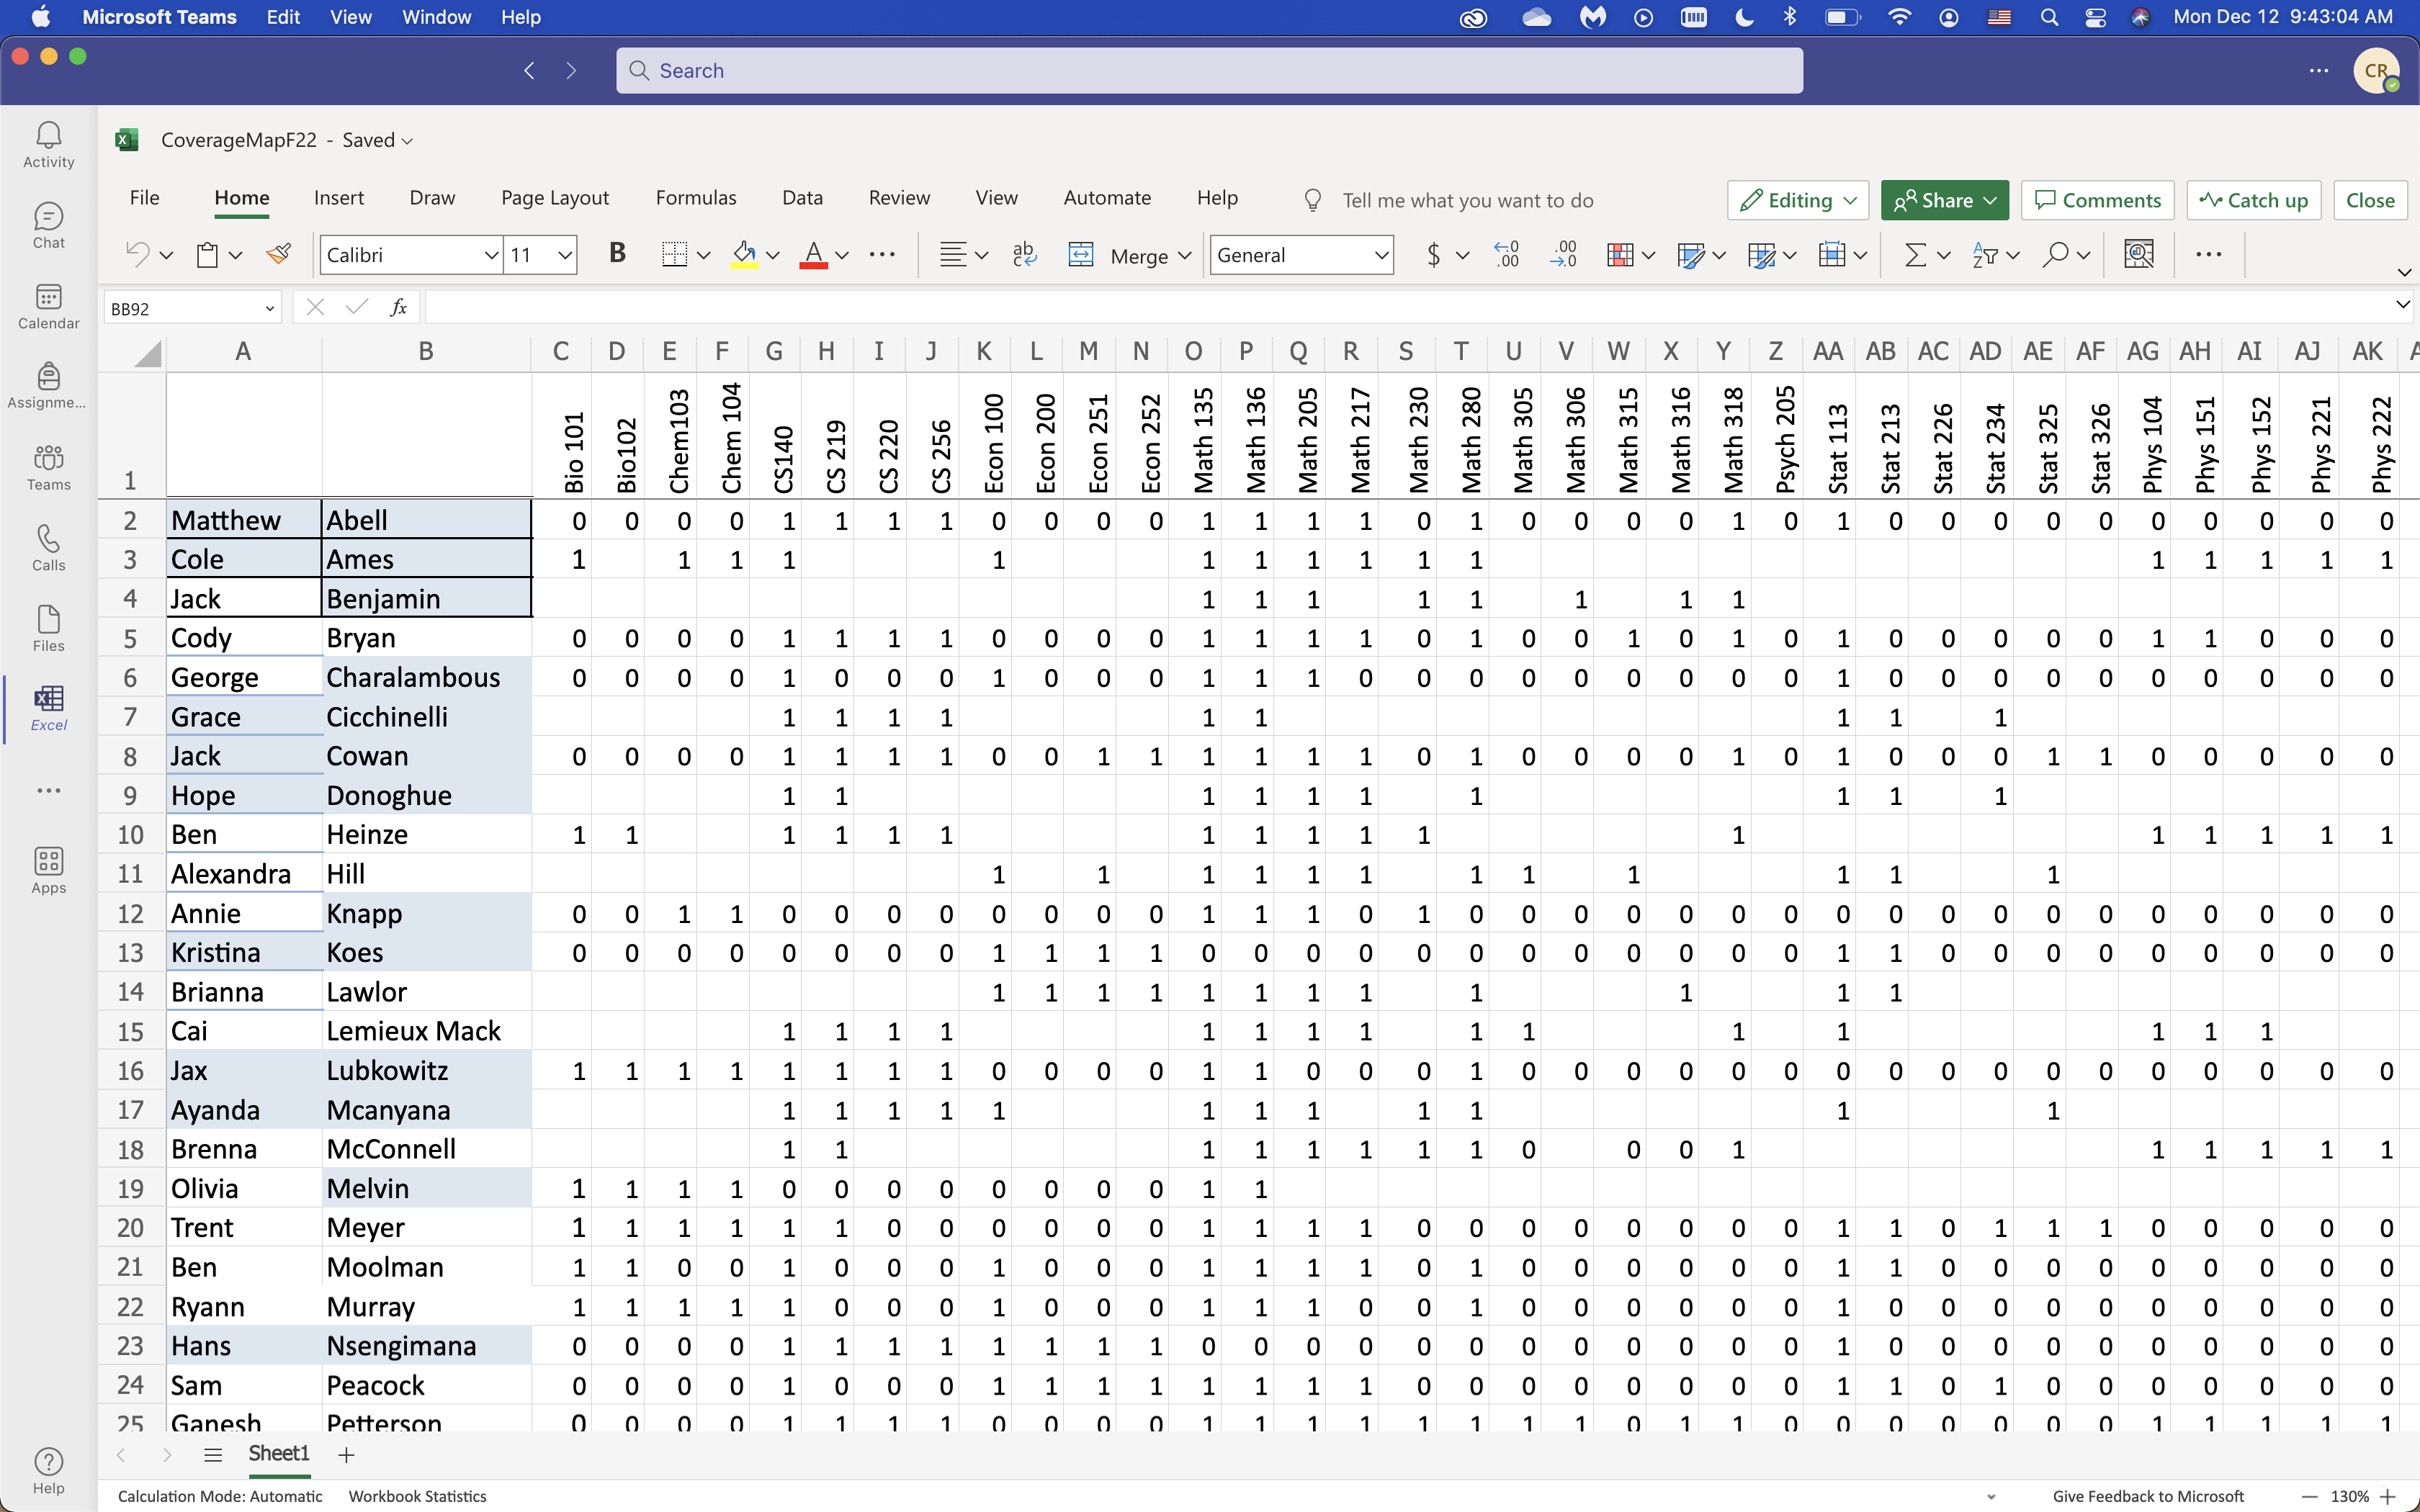 Microsoft Teams Edit View Window Help Mon Dec 12 9:43:04 AM
Search
CR
CoverageMapF22 - Saved
File Home Insert Draw Page Layout Formulas Data Review View Automate Help Tell me what you want to do Editing Share Comments Catch up Close
Calibri 11 B A ab Merge General $
BB92 fx
Activity
Chat
Calendar
Assignme...
Teams
Calls
Files
Excel
Apps
Help
A B C D E F G H I J K L M N O P Q R S T U V W X Y Z AA AB AC AD AE AF AG AH AI AJ AK
1 Bio 101 Bio102 Chem103 Chem 104 CS140 CS 219 CS 220 CS 256 Econ 100 Econ 200 Econ 251 Econ 252 Math 135 Math 136 Math 205 Math 217 Math 230 Math 280 Math 305 Math 306 Math 315 Math 316 Math 318 Psych 205 Stat 113 Stat 213 Stat 226 Stat 234 Stat 325 Stat 326 Phys 104 Phys 151 Phys 152 Phys 221 Phys 222
2 Matthew Abell 0 0 0 0 1 1 1 1 0 0 0 0 1 1 1 1 0 1 0 0 0 0 1 0 1 0 0 0 0 0 0 0 0 0 0
3 Cole Ames 1 1 1 1 1 1 1 1 1 1 1 1 1 1 1 1
4 Jack Benjamin 1 1 1 1 1 1 1 1
5 Cody Bryan 0 0 0 0 1 1 1 1 0 0 0 0 1 1 1 1 0 1 0 0 1 0 1 0 1 0 0 0 0 0 1 1 0 0 0
6 George Charalambous 0 0 0 0 1 0 0 0 1 0 0 0 1 1 1 0 0 0 0 0 0 0 0 0 1 0 0 0 0 0 0 0 0 0 0
7 Grace Cicchinelli 1 1 1 1 1 1 1 1 1
8 Jack Cowan 0 0 0 0 1 1 1 1 0 0 1 1 1 1 1 1 0 1 0 0 0 0 1 0 1 0 0 0 1 1 0 0 0 0 0
9 Hope Donoghue 1 1 1 1 1 1 1 1 1 1
10 Ben Heinze 1 1 1 1 1 1 1 1 1 1 1 1 1 1 1 1 1
11 Alexandra Hill 1 1 1 1 1 1 1 1 1 1 1 1
12 Annie Knapp 0 0 1 1 0 0 0 0 0 0 0 0 1 1 1 0 1 0 0 0 0 0 0 0 0 0 0 0 0 0 0 0 0 0 0
13 Kristina Koes 0 0 0 0 0 0 0 0 1 1 1 1 0 0 0 0 0 0 0 0 0 0 0 0 1 1 0 0 0 0 0 0 0 0 0
14 Brianna Lawlor 1 1 1 1 1 1 1 1 1 1 1 1
15 Cai Lemieux Mack 1 1 1 1 1 1 1 1 1 1 1 1 1 1 1
16 Jax Lubkowitz 1 1 1 1 1 1 1 1 0 0 0 0 1 1 0 0 0 1 0 0 0 0 0 0 0 0 0 0 0 0 0 0 0 0 0
17 Ayanda Mcanyana 1 1 1 1 1 1 1 1 1 1 1 1
18 Brenna McConnell 1 1 1 1 1 1 1 1 0 0 0 1 1 1 1 1 1
19 Olivia Melvin 1 1 1 1 0 0 0 0 0 0 0 0 1 1
20 Trent Meyer 1 1 1 1 1 1 0 0 0 0 0 0 1 1 1 1 0 0 0 0 0 0 0 0 1 1 0 1 1 1 0 0 0 0 0
21 Ben Moolman 1 1 0 0 1 0 0 0 1 0 0 0 1 1 1 1 0 1 0 0 0 0 0 0 1 1 0 0 0 0 0 0 0 0 0
22 Ryann Murray 1 1 1 1 1 0 0 0 1 0 0 0 1 1 1 0 0 1 0 0 0 0 0 0 1 0 0 0 0 0 0 0 0 0 0
23 Hans Nsengimana 0 0 0 0 1 1 1 1 1 1 1 1 0 0 0 0 0 0 0 0 0 0 0 0 1 0 0 0 0 0 0 0 0 0 0
24 Sam Peacock 0 0 0 0 1 0 0 0 1 1 1 1 1 1 1 1 0 0 0 0 0 0 0 0 1 1 0 1 0 0 0 0 0 0 0
25 Ganesh Petterson 0 0 0 0 1 1 1 1 0 0 0 0 1 1 1 1 1 1 1 1 0 1 1 0 0 0 0 0 0 0 1 1 1 1 1
Sheet1
Calculation Mode: Automatic Workbook Statistics Give Feedback to Microsoft 130%